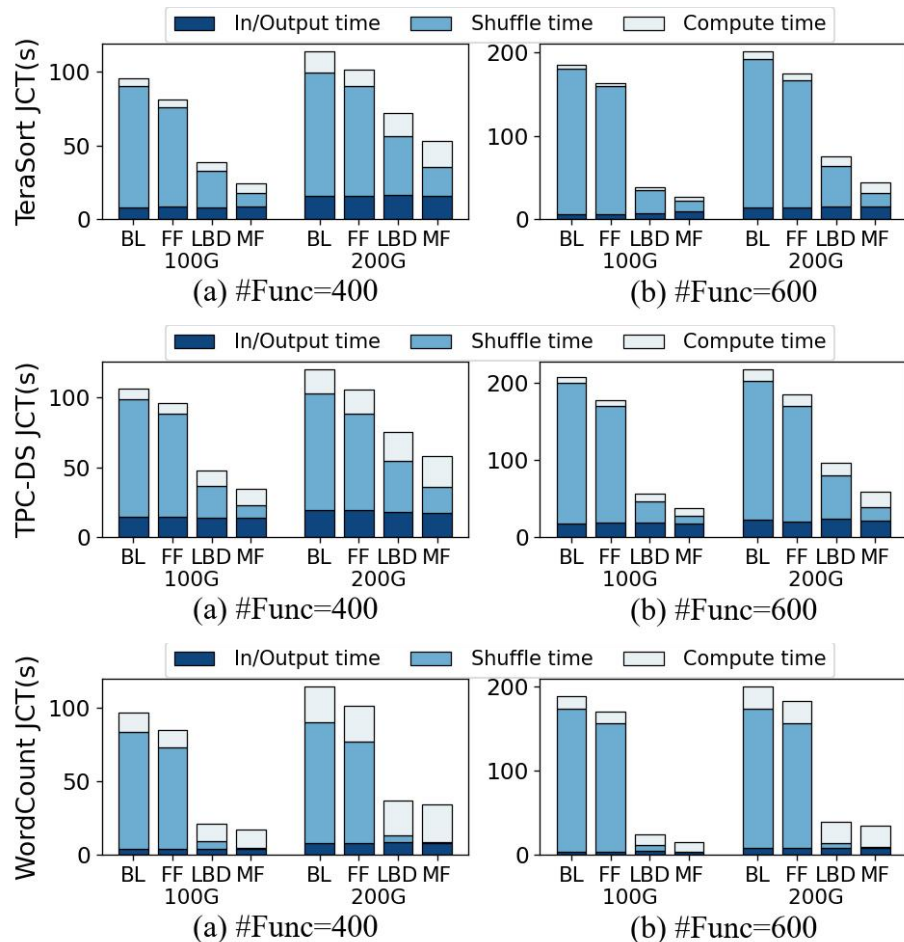 In/Output time Shuffle time Compute time
TeraSort JCT(s)
100
50
0
BL FF LBD MF BL FF LBD MF
100G 200G
(a) #Func=400
200
100
0
BL FF LBD MF BL FF LBD MF
100G 200G
(b) #Func=600
In/Output time Shuffle time Compute time
TPC-DS JCT(s)
100
50
0
BL FF LBD MF BL FF LBD MF
100G 200G
(a) #Func=400
200
100
0
BL FF LBD MF BL FF LBD MF
100G 200G
(b) #Func=600
In/Output time Shuffle time Compute time
WordCount JCT(s)
100
50
0
BL FF LBD MF BL FF LBD MF
100G 200G
(a) #Func=400
200
100
0
BL FF LBD MF BL FF LBD MF
100G 200G
(b) #Func=600